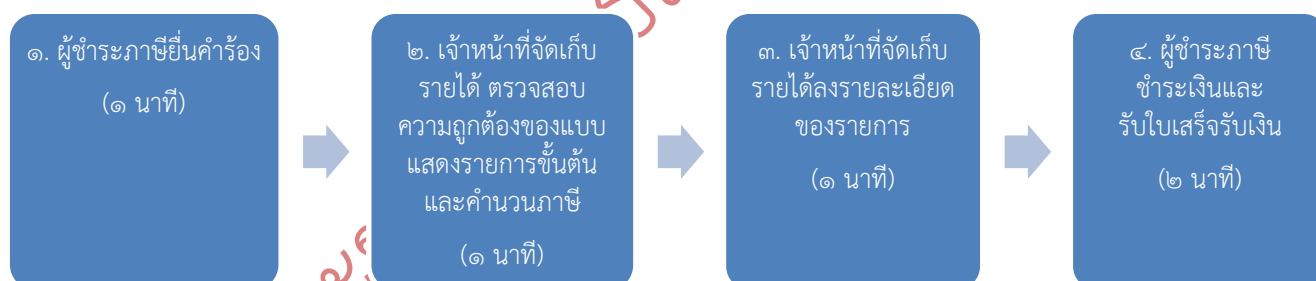 ๑. ผู้ชำระภาษียื่นคำร้อง
(๑ นาที)
๒. เจ้าหน้าที่จัดเก็บ
รายได้ ตรวจสอบ
ความถูกต้องของแบบ
แสดงรายการขั้นต้น
และคำนวนภาษี
(๑ นาที)
๓. เจ้าหน้าที่จัดเก็บ
รายได้ลงรายละเอียด
ของรายการ
(๑ นาที)
๔. ผู้ชำระภาษี
ชำระเงินและ
รับใบเสร็จรับเงิน
(๒ นาที)